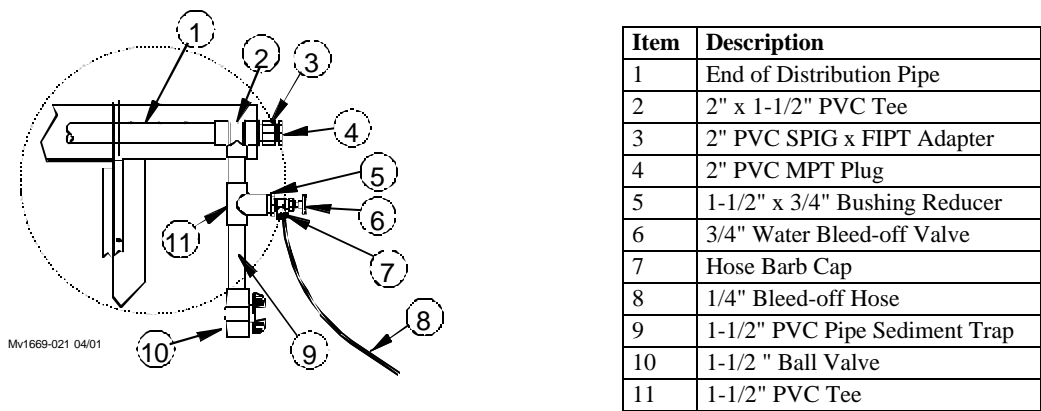 1
2
3
4
5
6
7
8
9
10
11
Mv1669-021 04/01
Item Description
1 End of Distribution Pipe
2 2" x 1-1/2" PVC Tee
3 2" PVC SPIG x FIPT Adapter
4 2" PVC MPT Plug
5 1-1/2" x 3/4" Bushing Reducer
6 3/4" Water Bleed-off Valve
7 Hose Barb Cap
8 1/4" Bleed-off Hose
9 1-1/2" PVC Pipe Sediment Trap
10 1-1/2 " Ball Valve
11 1-1/2" PVC Tee